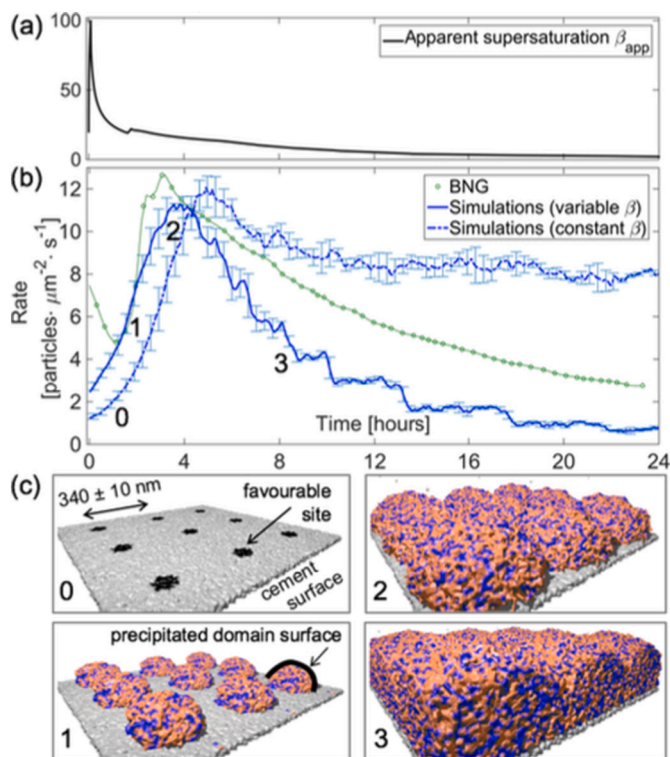 (a)
100
50
0
Apparent supersaturation βapp
(b)
12
10
8
6
4
2
0
Rate
[particles· μm⁻²· s⁻¹]
BNG
Simulations (variable β)
Simulations (constant β)
0
1
2
3
Time [hours]
0 4 8 12 16 20 24
(c)
340 ± 10 nm
favourable
site
cement surface
0
2
precipitated domain surface
1
3